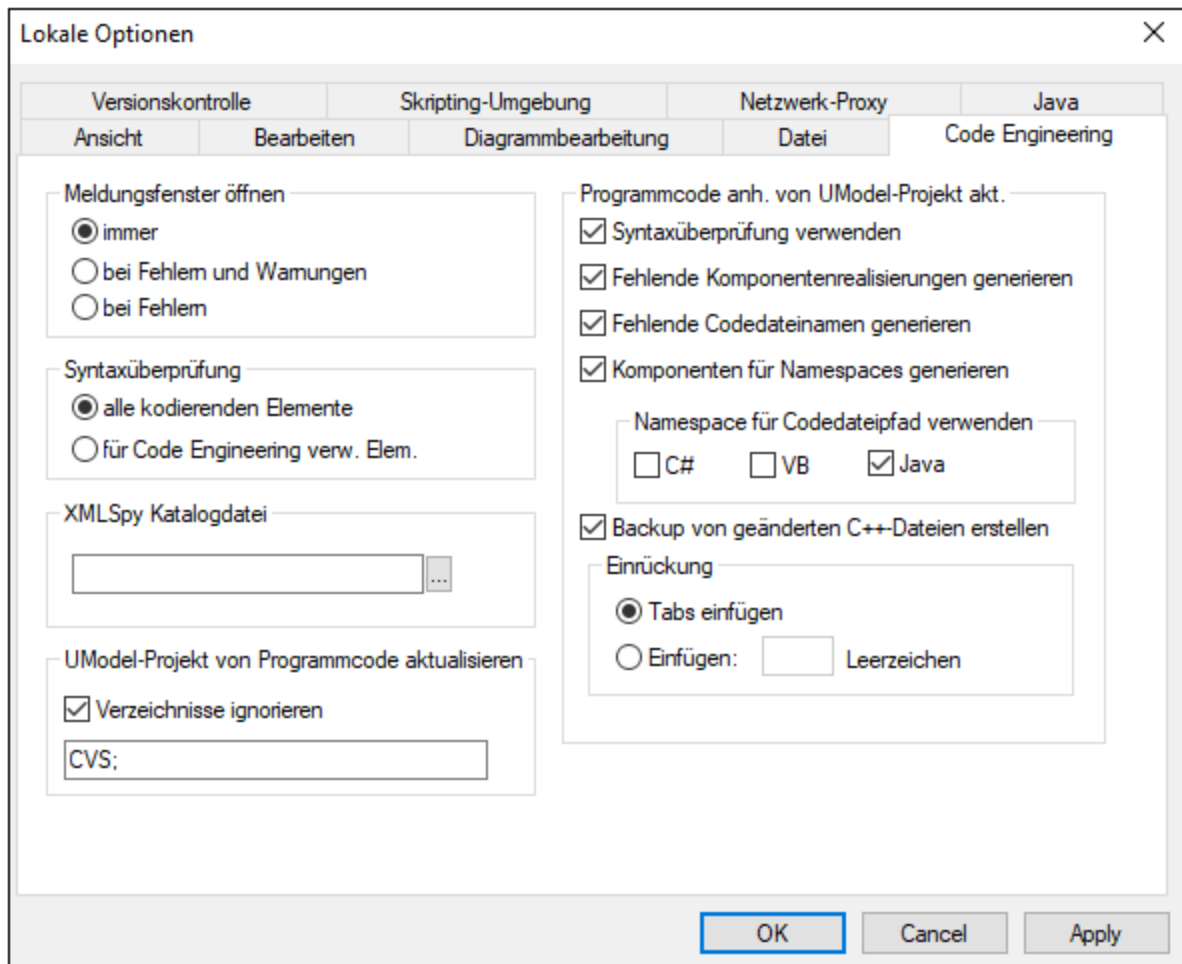 Lokale Optionen
Versionskontrolle Skripting-Umgebung Netzwerk-Proxy Java
Ansicht Bearbeiten Diagrammbearbeitung Datei Code Engineering
Meldungsfenster öffnen
immer
bei Fehlern und Warnungen
bei Fehlern
Syntaxüberprüfung
alle kodierenden Elemente
für Code Engineering verw. Elem.
XMLSpy Katalogdatei
...
UModel-Projekt von Programmcode aktualisieren
Verzeichnisse ignorieren
CVS;
Programmcode anh. von UModel-Projekt akt.
Syntaxüberprüfung verwenden
Fehlende Komponentenrealisierungen generieren
Fehlende Codedateinamen generieren
Komponenten für Namespaces generieren
Namespace für Codedateipfad verwenden
C# VB Java
Backup von geänderten C++-Dateien erstellen
Einrückung
Tabs einfügen
Einfügen: Leerzeichen
OK Cancel Apply